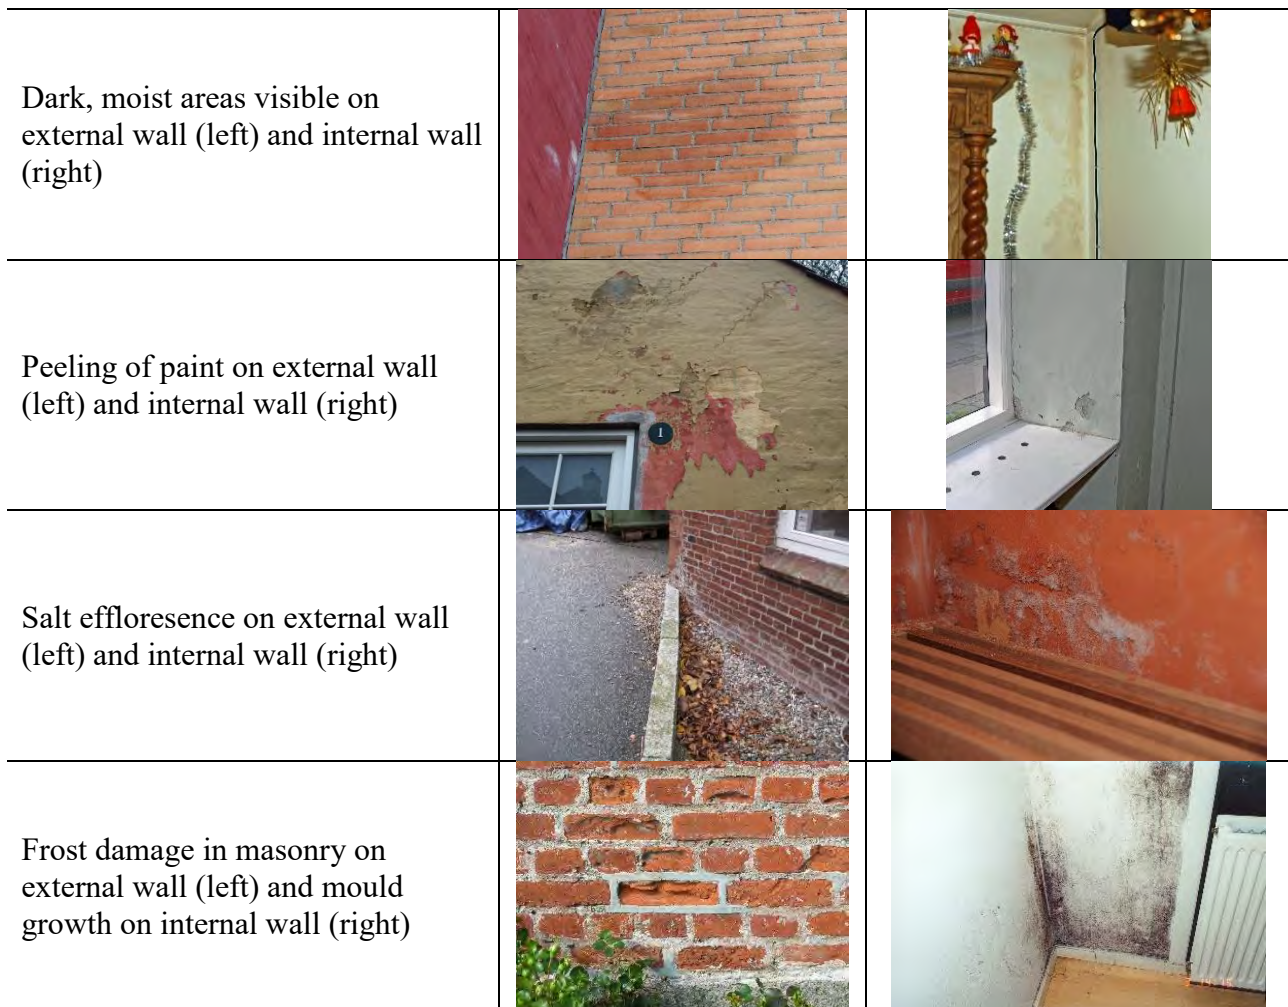 Dark, moist areas visible on
external wall (left) and internal wall
(right)
Peeling of paint on external wall
(left) and internal wall (right)
1
Salt effloresence on external wall
(left) and internal wall (right)
Frost damage in masonry on
external wall (left) and mould
growth on internal wall (right)